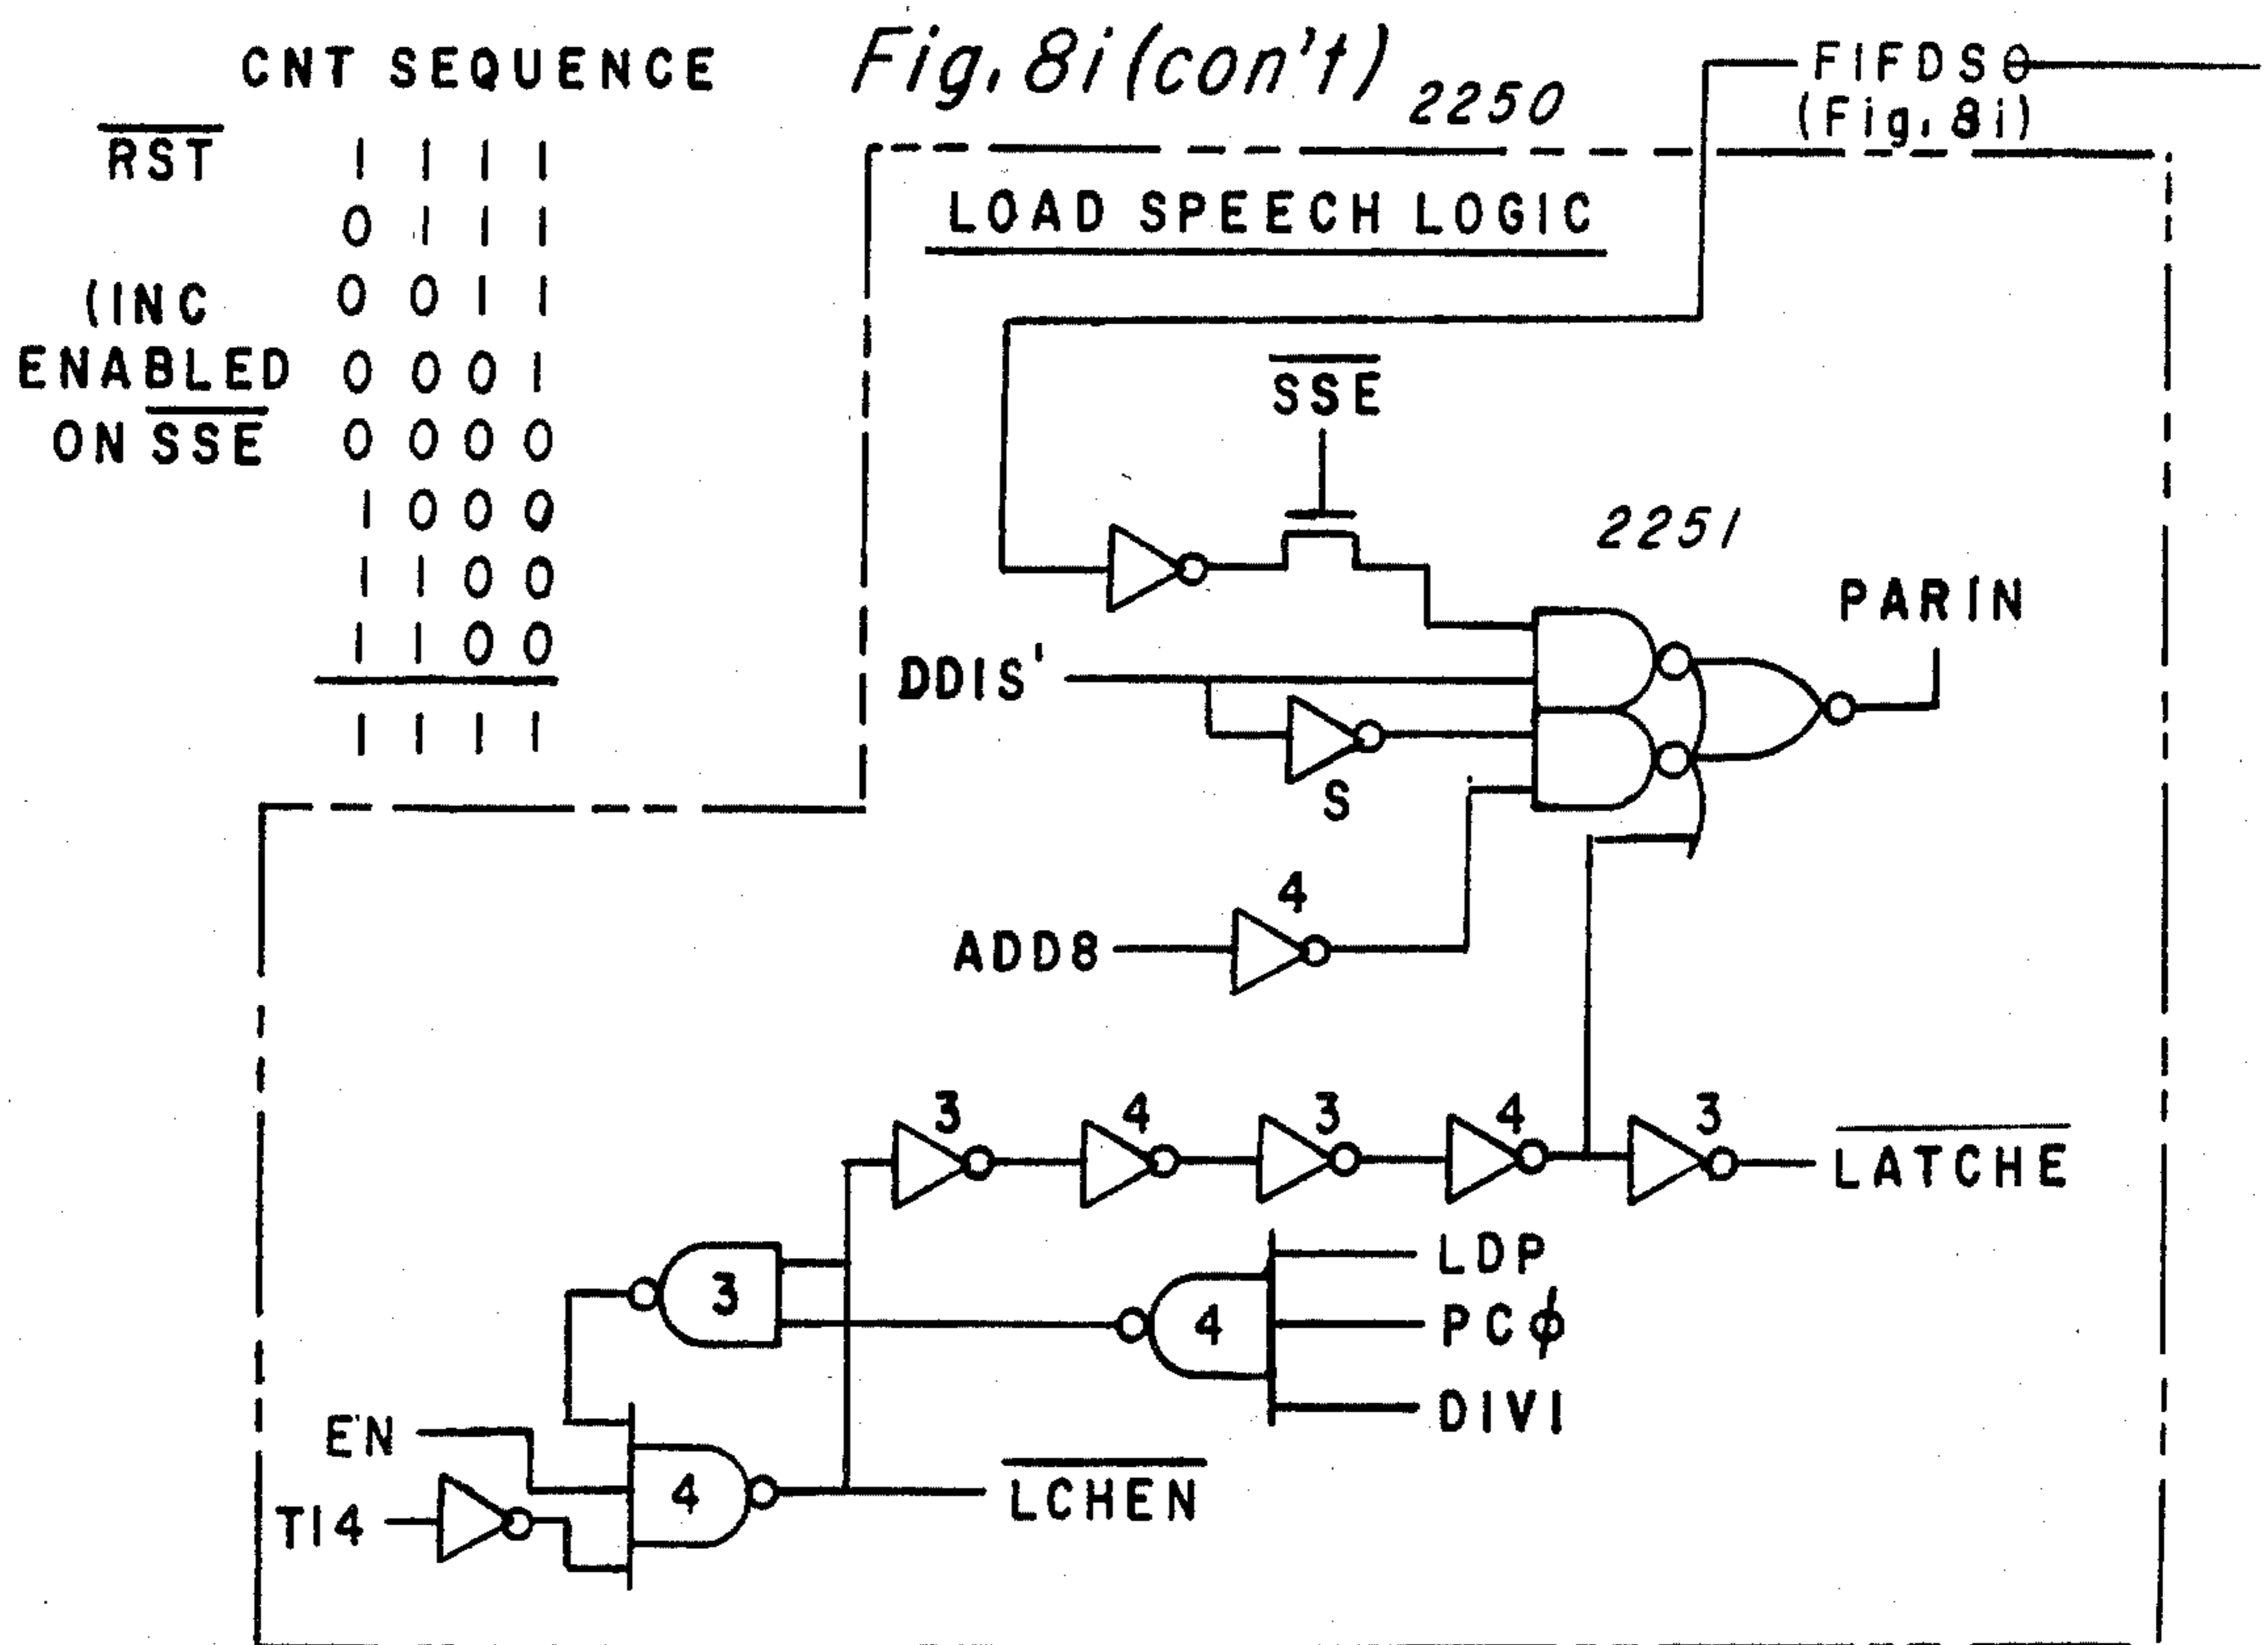 CNT SEQUENCE
Fig. 8i (con't)
2250
FIFDS0
(Fig. 8i)
RST 1 1 1 1
0 1 1 1
(INC 0 0 1 1
ENABLED 0 0 0 1
ON SSE 0 0 0 0
1 0 0 0
1 1 0 0
1 1 0 0
1 1 1 1
LOAD SPEECH LOGIC
SSE
2251
PARIN
DDIS'
S
4
ADD8
3 4 3 4 3
LATCHE
LDP
3
4
PCϕ
DIV1
EN
4
LCHEN
T14